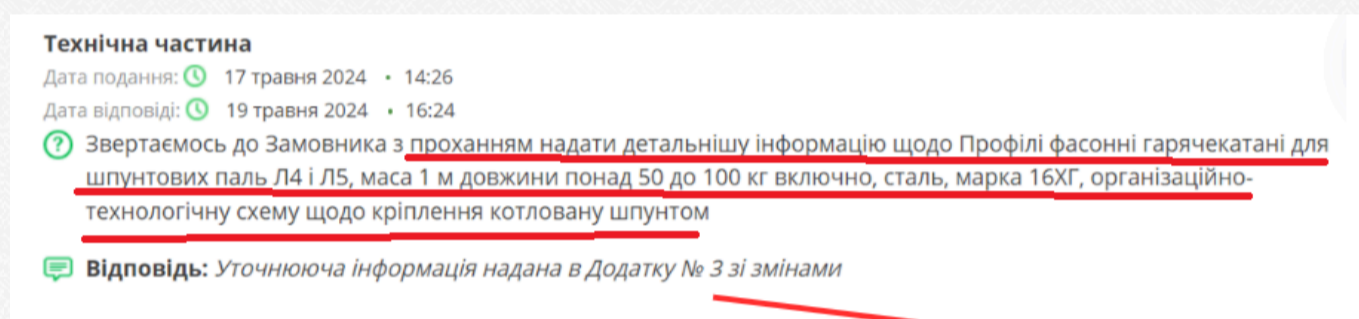 Технічна частина
Дата подання: 17 травня 2024 • 14:26
Дата відповіді: 19 травня 2024 • 16:24
Звертаємось до Замовника з проханням надати детальнішу інформацію щодо Профілі фасонні гарячекатані для
шпунтових паль Л4 і Л5, маса 1 м довжини понад 50 до 100 кг включно, сталь, марка 16ХГ, організаційно-
технологічну схему щодо кріплення котловану шпунтом
Відповідь: Уточнююча інформація надана в Додатку № 3 зі змінами